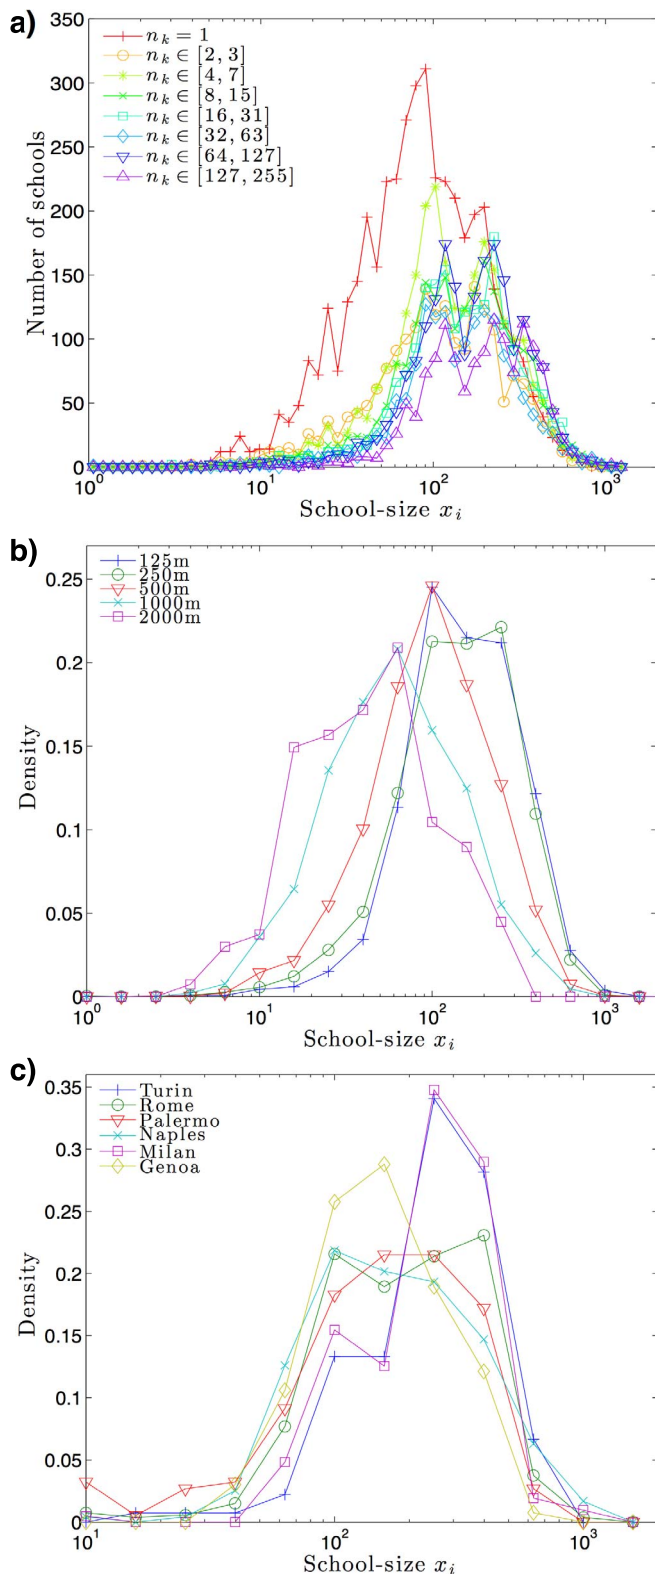 a)
350
300
250
200
150
100
50
0
Number of schools
n_k = 1
n_k ∈ [2, 3]
n_k ∈ [4, 7]
n_k ∈ [8, 15]
n_k ∈ [16, 31]
n_k ∈ [32, 63]
n_k ∈ [64, 127]
n_k ∈ [127, 255]
10^0 10^1 10^2 10^3
School-size x_i
b)
0.25
0.2
0.15
0.1
0.05
0
Density
125m
250m
500m
1000m
2000m
10^0 10^1 10^2 10^3
School-size x_i
c)
0.35
0.3
0.25
0.2
0.15
0.1
0.05
0
Density
Turin
Rome
Palermo
Naples
Milan
Genoa
10^1 10^2 10^3
School-size x_i